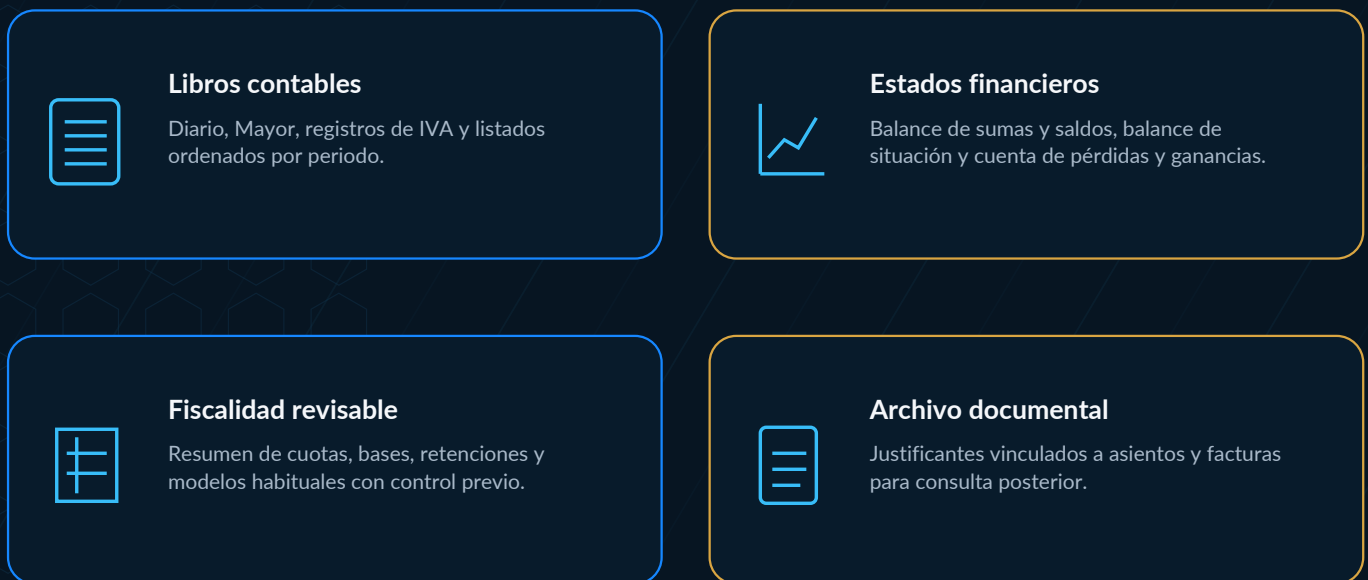 Libros contables
Diario, Mayor, registros de IVA y listados
ordenados por periodo.
Estados financieros
Balance de sumas y saldos, balance de
situación y cuenta de pérdidas y ganancias.
Fiscalidad revisable
Resumen de cuotas, bases, retenciones y
modelos habituales con control previo.
Archivo documental
Justificantes vinculados a asientos y facturas
para consulta posterior.